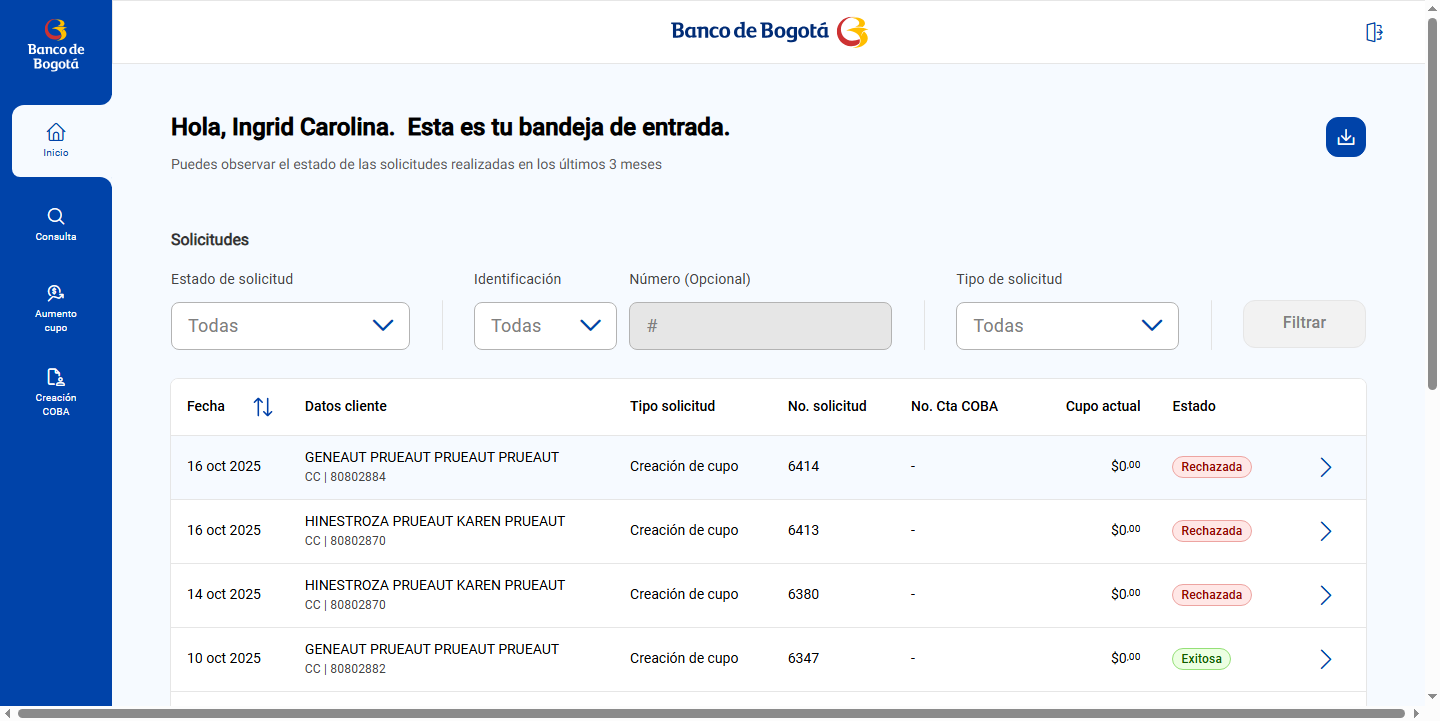 Banco de
Bogotá
Banco de Bogotá
Inicio
Consulta
Aumento
cupo
Creación
COBA
Hola, Ingrid Carolina. Esta es tu bandeja de entrada.
Puedes observar el estado de las solicitudes realizadas en los últimos 3 meses
Solicitudes
Estado de solicitud Identificación Número (Opcional) Tipo de solicitud
Todas Todas # Todas Filtrar
Fecha Datos cliente Tipo solicitud No. solicitud No. Cta COBA Cupo actual Estado
16 oct 2025 GENEAUT PRUEAUT PRUEAUT PRUEAUT Creación de cupo 6414 - $0.00 Rechazada
CC | 80802884
16 oct 2025 HINESTROZA PRUEAUT KAREN PRUEAUT Creación de cupo 6413 - $0.00 Rechazada
CC | 80802870
14 oct 2025 HINESTROZA PRUEAUT KAREN PRUEAUT Creación de cupo 6380 - $0.00 Rechazada
CC | 80802870
10 oct 2025 GENEAUT PRUEAUT PRUEAUT PRUEAUT Creación de cupo 6347 - $0.00 Exitosa
CC | 80802882